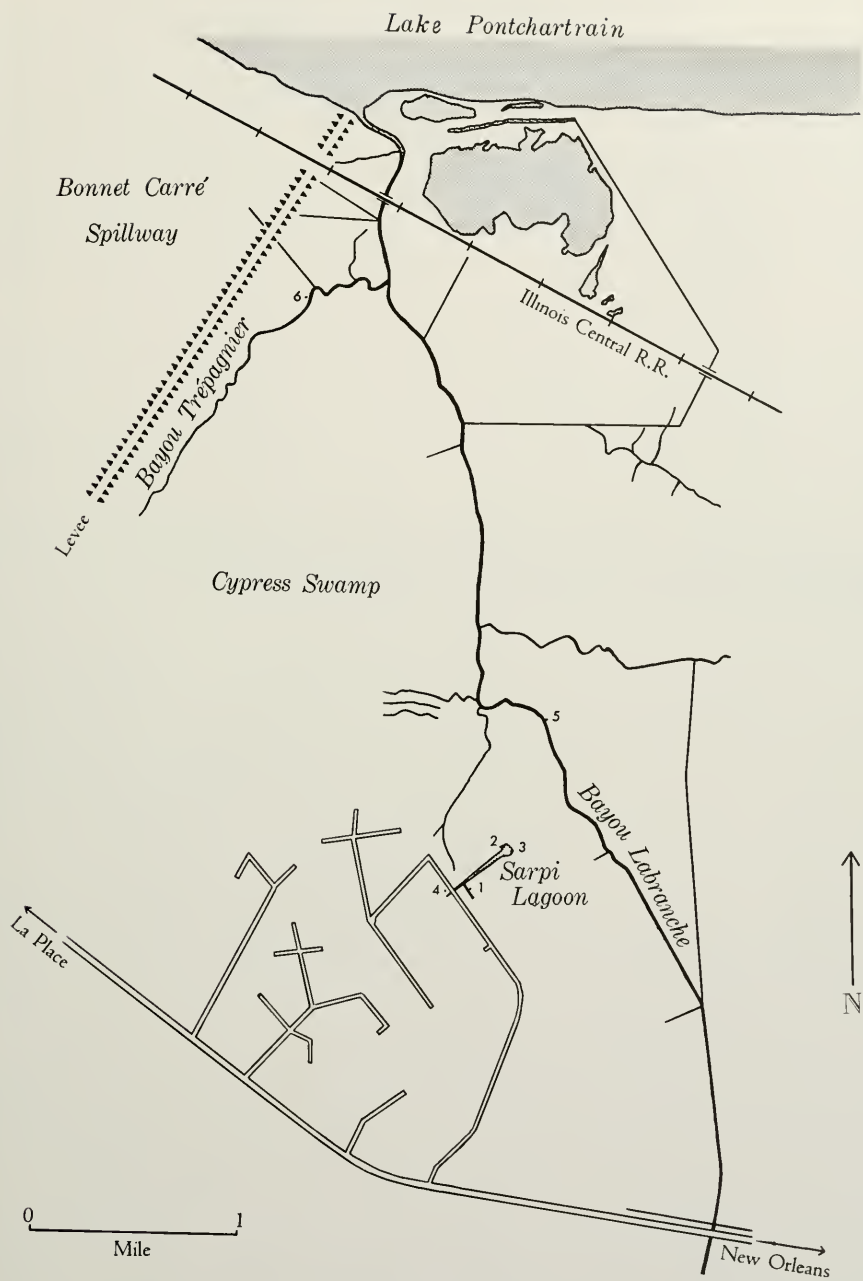 Lake Pontchartrain
Bonnet Carré
Spillway
6
Illinois Central R.R.
Bayou Trépagnier
Levee
Cypress Swamp
5
Bayou Labranche
2
3
Sarpi
Lagoon
4
1
La Place
N
0
1
Mile
New Orleans